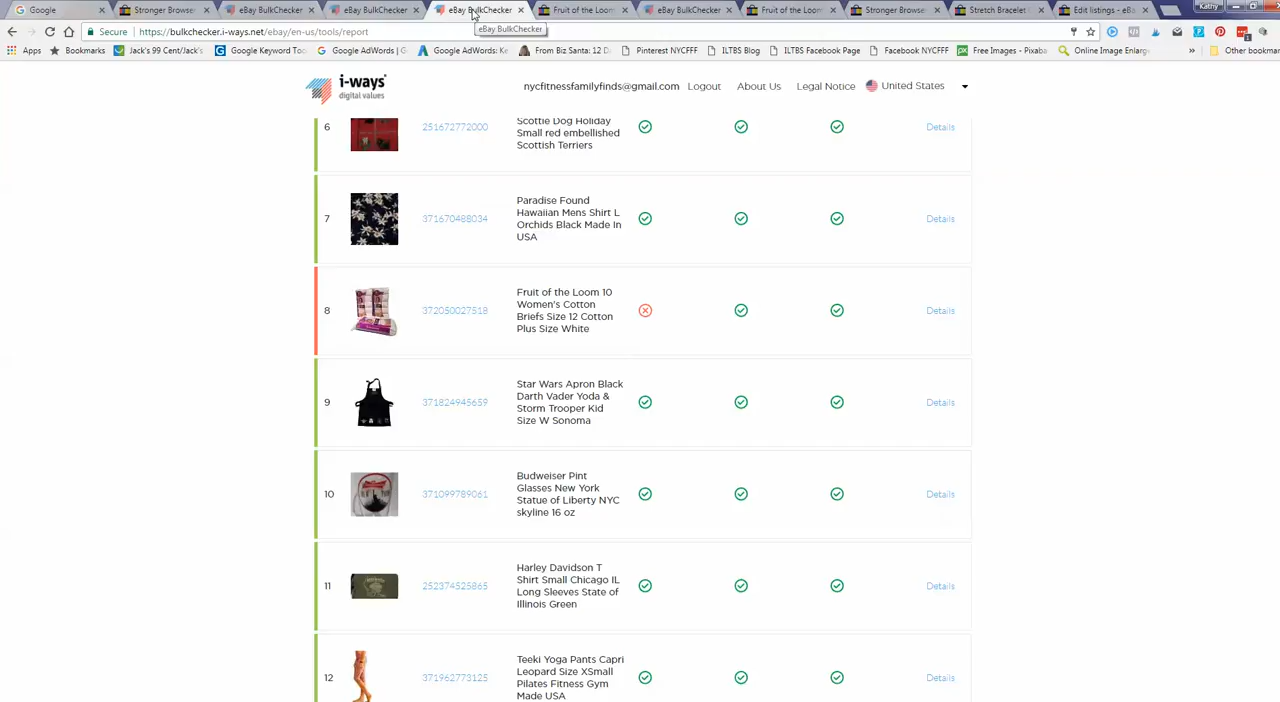 Google
Stronger Browser
eBay BulkChecker
eBay BulkChecker
eBay BulkChecker
Fruit of the Loom
eBay BulkChecker
Fruit of the Loom
Stronger Browse
Stretch Bracelet
Edit listings - eBa
Kathy
Secure
https://bulkchecker.i-ways.net/ebay/en-us/tools/report
eBay BulkChecker
Apps
Bookmarks
Jack's 99 Cent/Jack's
Google Keyword Too
Google AdWords | G
Google AdWords: Ke
From Biz Santa: 12 D
Pinterest NYCFFF
ILTBS Blog
ILTBS Facebook Page
Facebook NYCFFF
Free Images - Pixaba
Online Image Enlarg
»
Other bookmar
i-ways
digital values
nycfitnessfamilyfinds@gmail.com
Logout
About Us
Legal Notice
United States
6
251672772000
Scottie Dog Holiday
Small red embellished
Scottish Terriers
Details
7
371670488034
Paradise Found
Hawaiian Mens Shirt L
Orchids Black Made In
USA
Details
8
372050027518
Fruit of the Loom 10
Women's Cotton
Briefs Size 12 Cotton
Plus Size White
Details
9
371824945659
Star Wars Apron Black
Darth Vader Yoda &
Storm Trooper Kid
Size W Sonoma
Details
10
371099789061
Budweiser Pint
Glasses New York
Statue of Liberty NYC
skyline 16 oz
Details
11
252374525865
Harley Davidson T
Shirt Small Chicago IL
Long Sleeves State of
Illinois Green
Details
12
371962773125
Teeki Yoga Pants Capri
Leopard Size XSmall
Pilates Fitness Gym
Made USA
Details